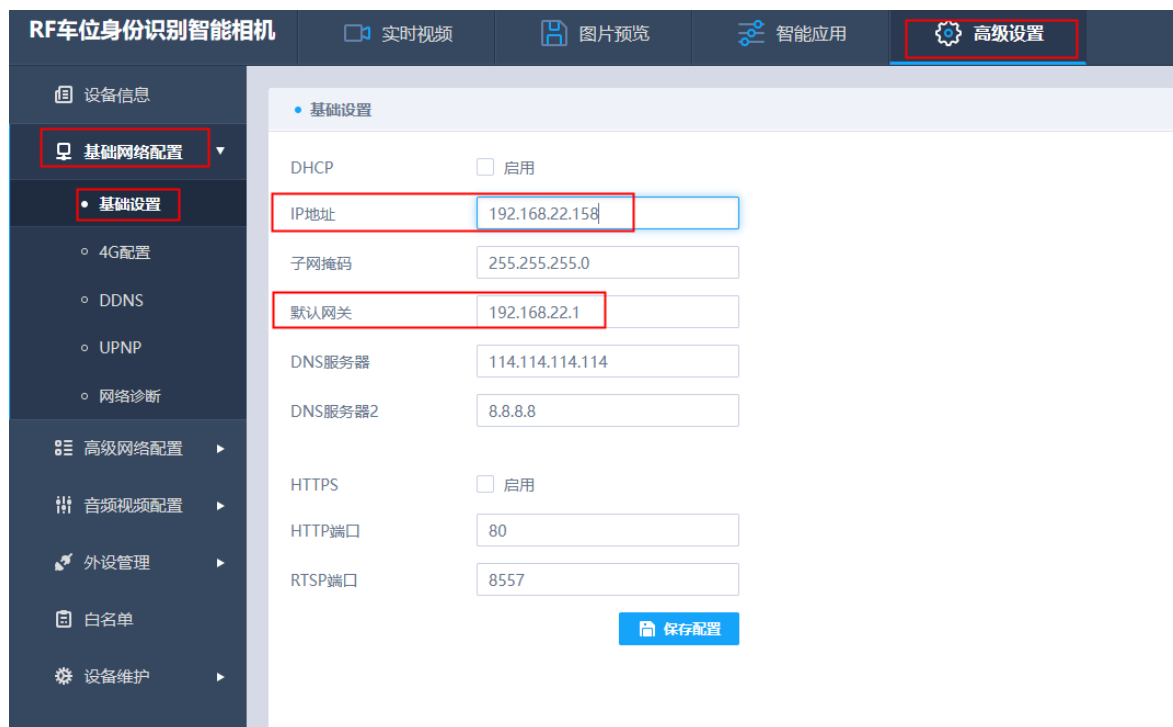 RF车位身份识别智能相机
实时视频
图片预览
智能应用
高级设置
设备信息
基础网络配置
基础设置
4G配置
DDNS
UPNP
网络诊断
高级网络配置
音频视频配置
外设管理
白名单
设备维护
基础设置
DHCP 启用
IP地址 192.168.22.158
子网掩码 255.255.255.0
默认网关 192.168.22.1
DNS服务器 114.114.114.114
DNS服务器2 8.8.8.8
HTTPS 启用
HTTP端口 80
RTSP端口 8557
保存配置